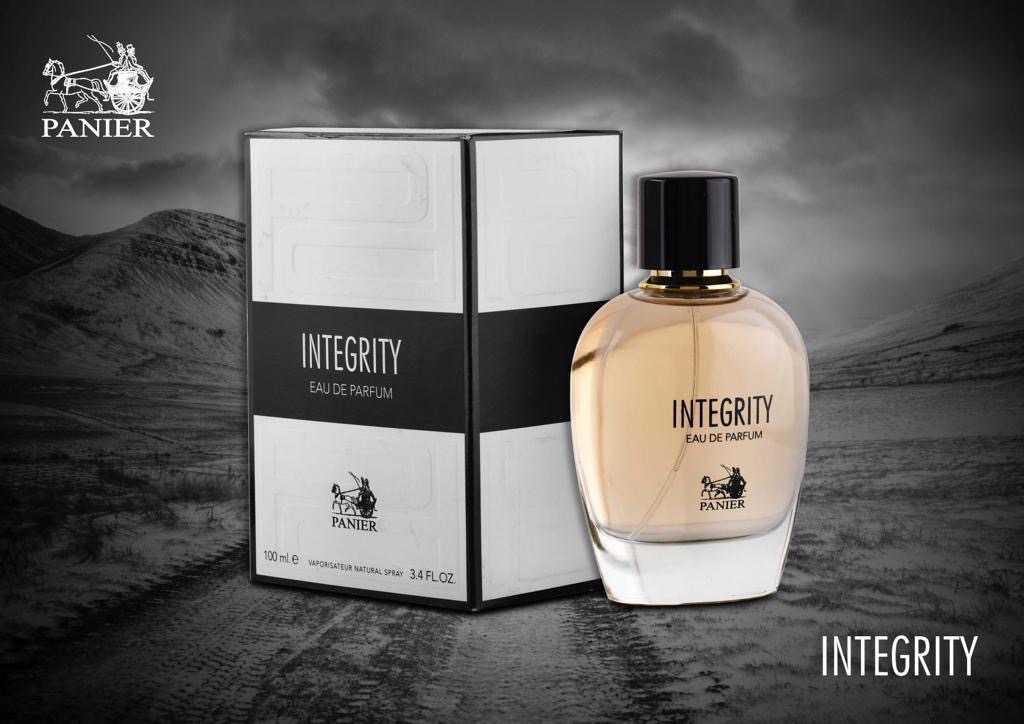 PANIER
INTEGRITY
EAU DE PARFUM
PANIER
100 ml.e VAPORISATEUR NATURAL SPRAY 3.4 FL.OZ.
INTEGRITY
EAU DE PARFUM
PANIER
INTEGRITY